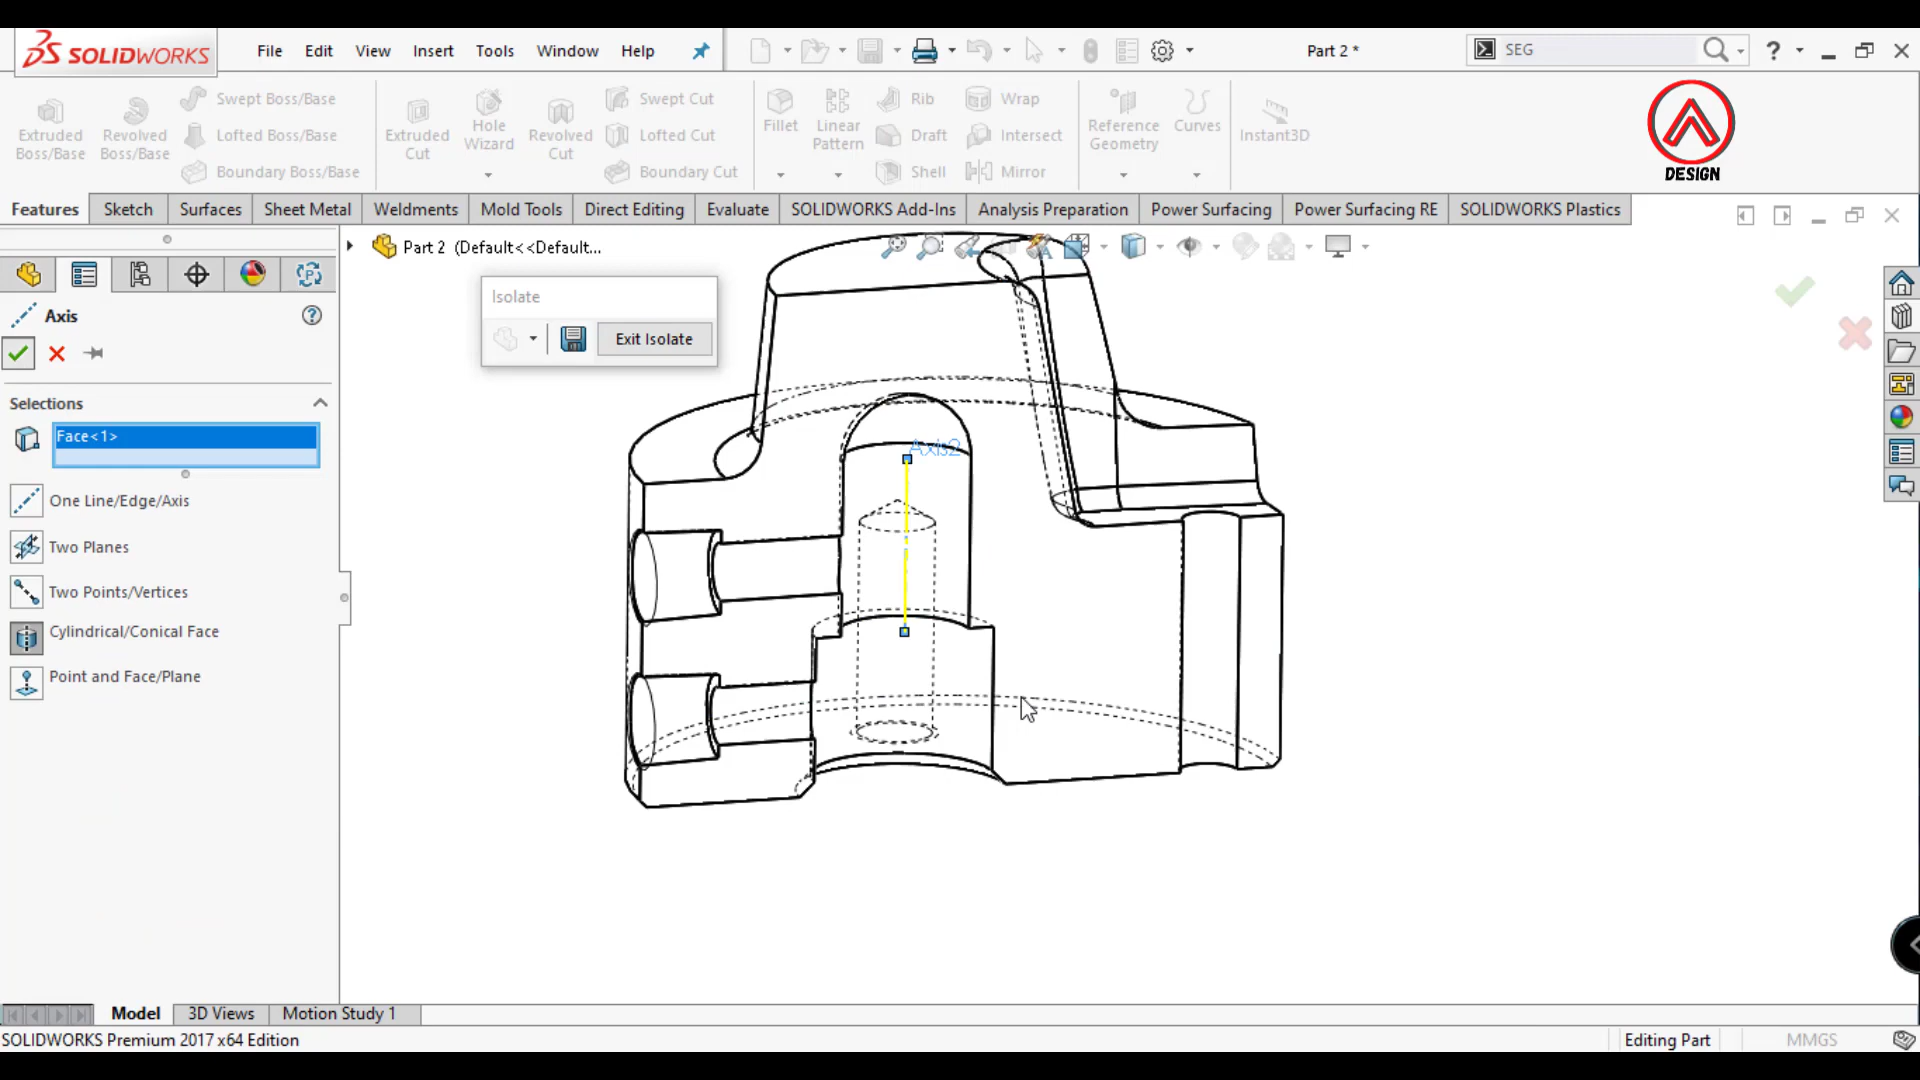 SOLIDWORKS File Edit View Insert Tools Window Help Part 2 * SEG ?
Extruded Boss/Base
Revolved Boss/Base
Swept Boss/Base
Lofted Boss/Base
Boundary Boss/Base
Extruded Cut
Hole Wizard
Revolved Cut
Swept Cut
Lofted Cut
Boundary Cut
Fillet
Linear Pattern
Rib
Draft
Shell
Wrap
Intersect
Mirror
Reference Geometry
Curves
Instant3D
DESIGN
Features Sketch Surfaces Sheet Metal Weldments Mold Tools Direct Editing Evaluate SOLIDWORKS Add-Ins Analysis Preparation Power Surfacing Power Surfacing RE SOLIDWORKS Plastics
Part 2 (Default<<Default...
Isolate
Exit Isolate
Axis
Selections
Face<1>
One Line/Edge/Axis
Two Planes
Two Points/Vertices
Cylindrical/Conical Face
Point and Face/Plane
Axis2
Model 3D Views Motion Study 1
SOLIDWORKS Premium 2017 x64 Edition Editing Part MMGS